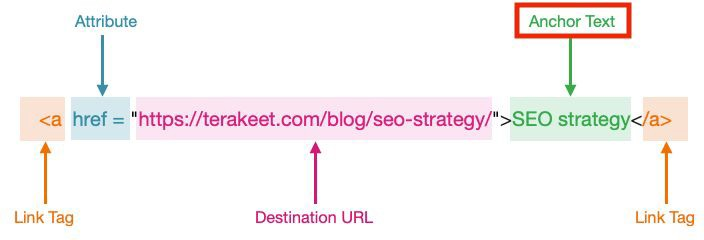 Attribute Anchor Text
<a href = "https://terakeet.com/blog/seo-strategy/">SEO strategy</a>
Link Tag Destination URL Link Tag